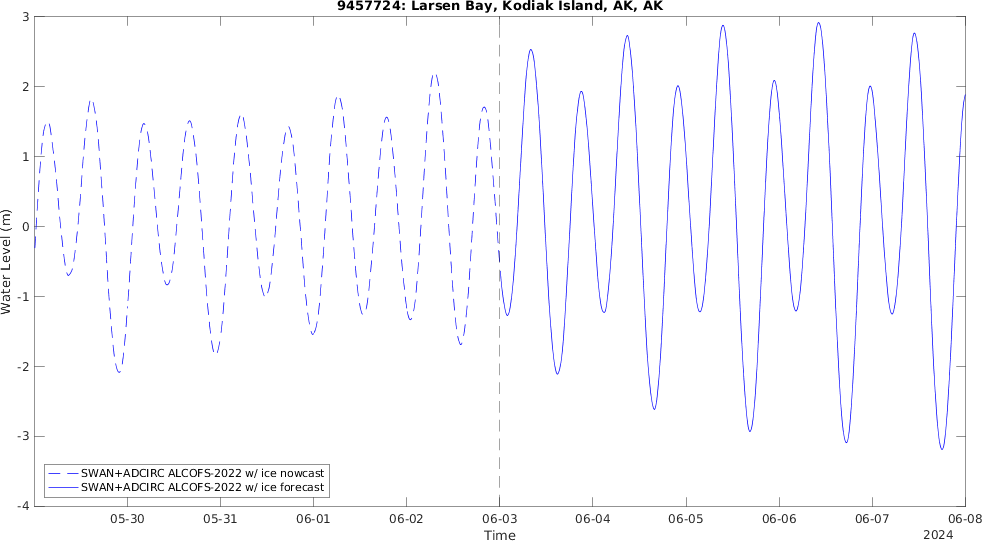 9457724: Larsen Bay, Kodiak Island, AK, AK
3
2
1
0
-1
-2
-3
-4
Water Level (m)
SWAN+ADCIRC ALCOFS-2022 w/ ice nowcast
SWAN+ADCIRC ALCOFS-2022 w/ ice forecast
05-30 05-31 06-01 06-02 06-03 06-04 06-05 06-06 06-07 06-08
Time
2024